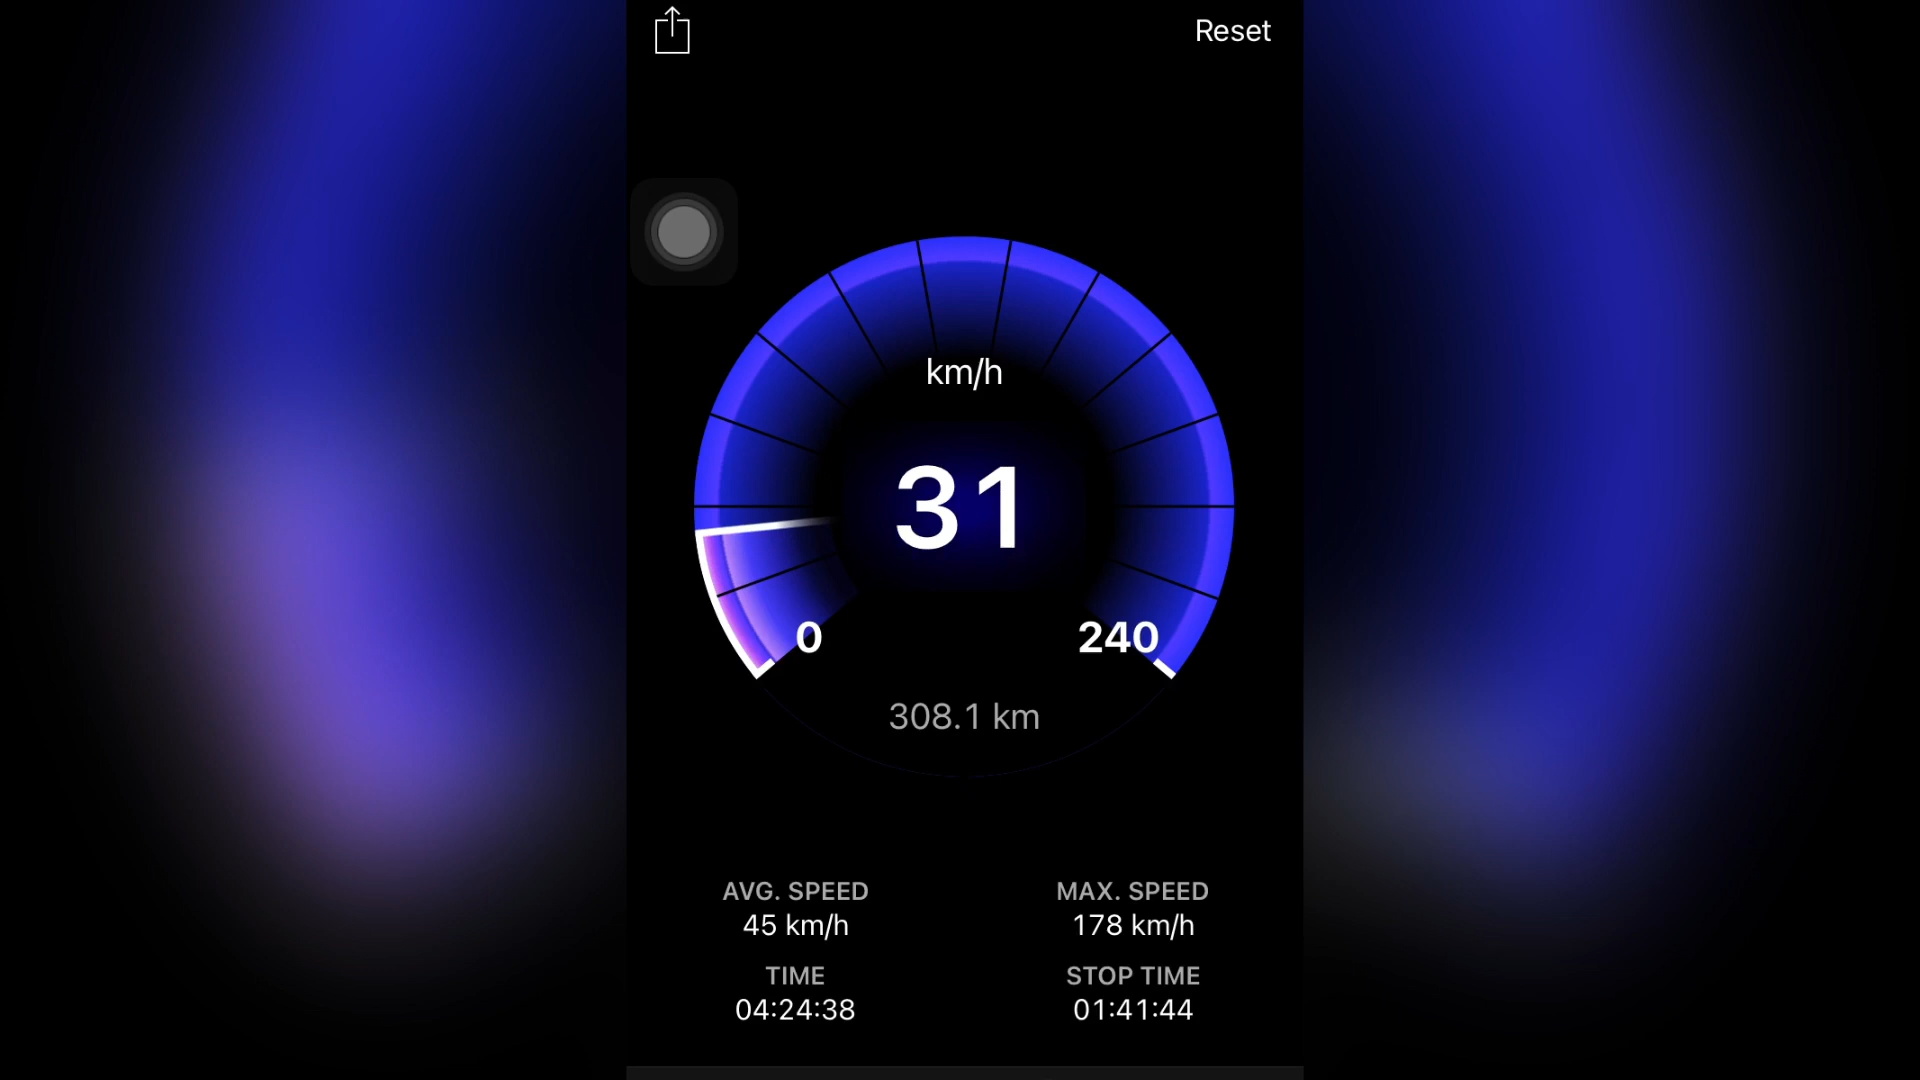 Reset
km/h
31
0
240
308.1 km
AVG. SPEED
45 km/h
MAX. SPEED
178 km/h
TIME
04:24:38
STOP TIME
01:41:44